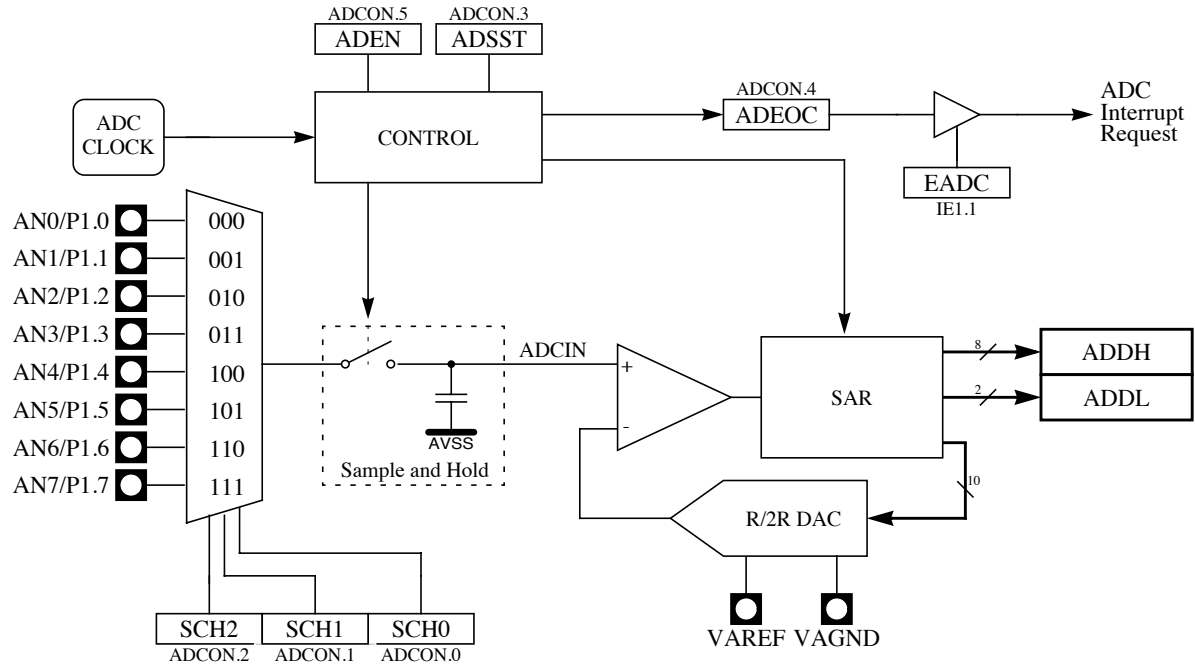 ADCON.5
ADCON.3
ADEN
ADSST
ADCON.4
ADC
CLOCK
CONTROL
ADEOC
ADC
Interrupt
Request
EADC
IE1.1
AN0/P1.0
000
AN1/P1.1
001
AN2/P1.2
010
AN3/P1.3
011
AN4/P1.4
100
AN5/P1.5
101
AN6/P1.6
110
AN7/P1.7
111
ADCIN
+
-
AVSS
Sample and Hold
SAR
8
ADDH
2
ADDL
10
R/2R DAC
VAREF
VAGND
SCH2
SCH1
SCH0
ADCON.2
ADCON.1
ADCON.0